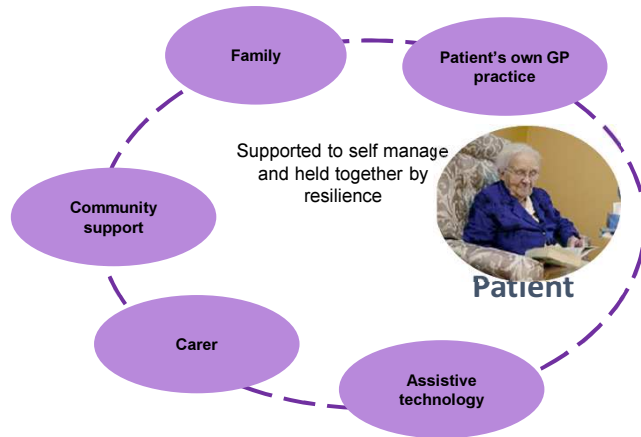 Family
Patient's own GP
practice
Supported to self manage
and held together by
resilience
Community
support
Patient
Carer
Assistive
technology